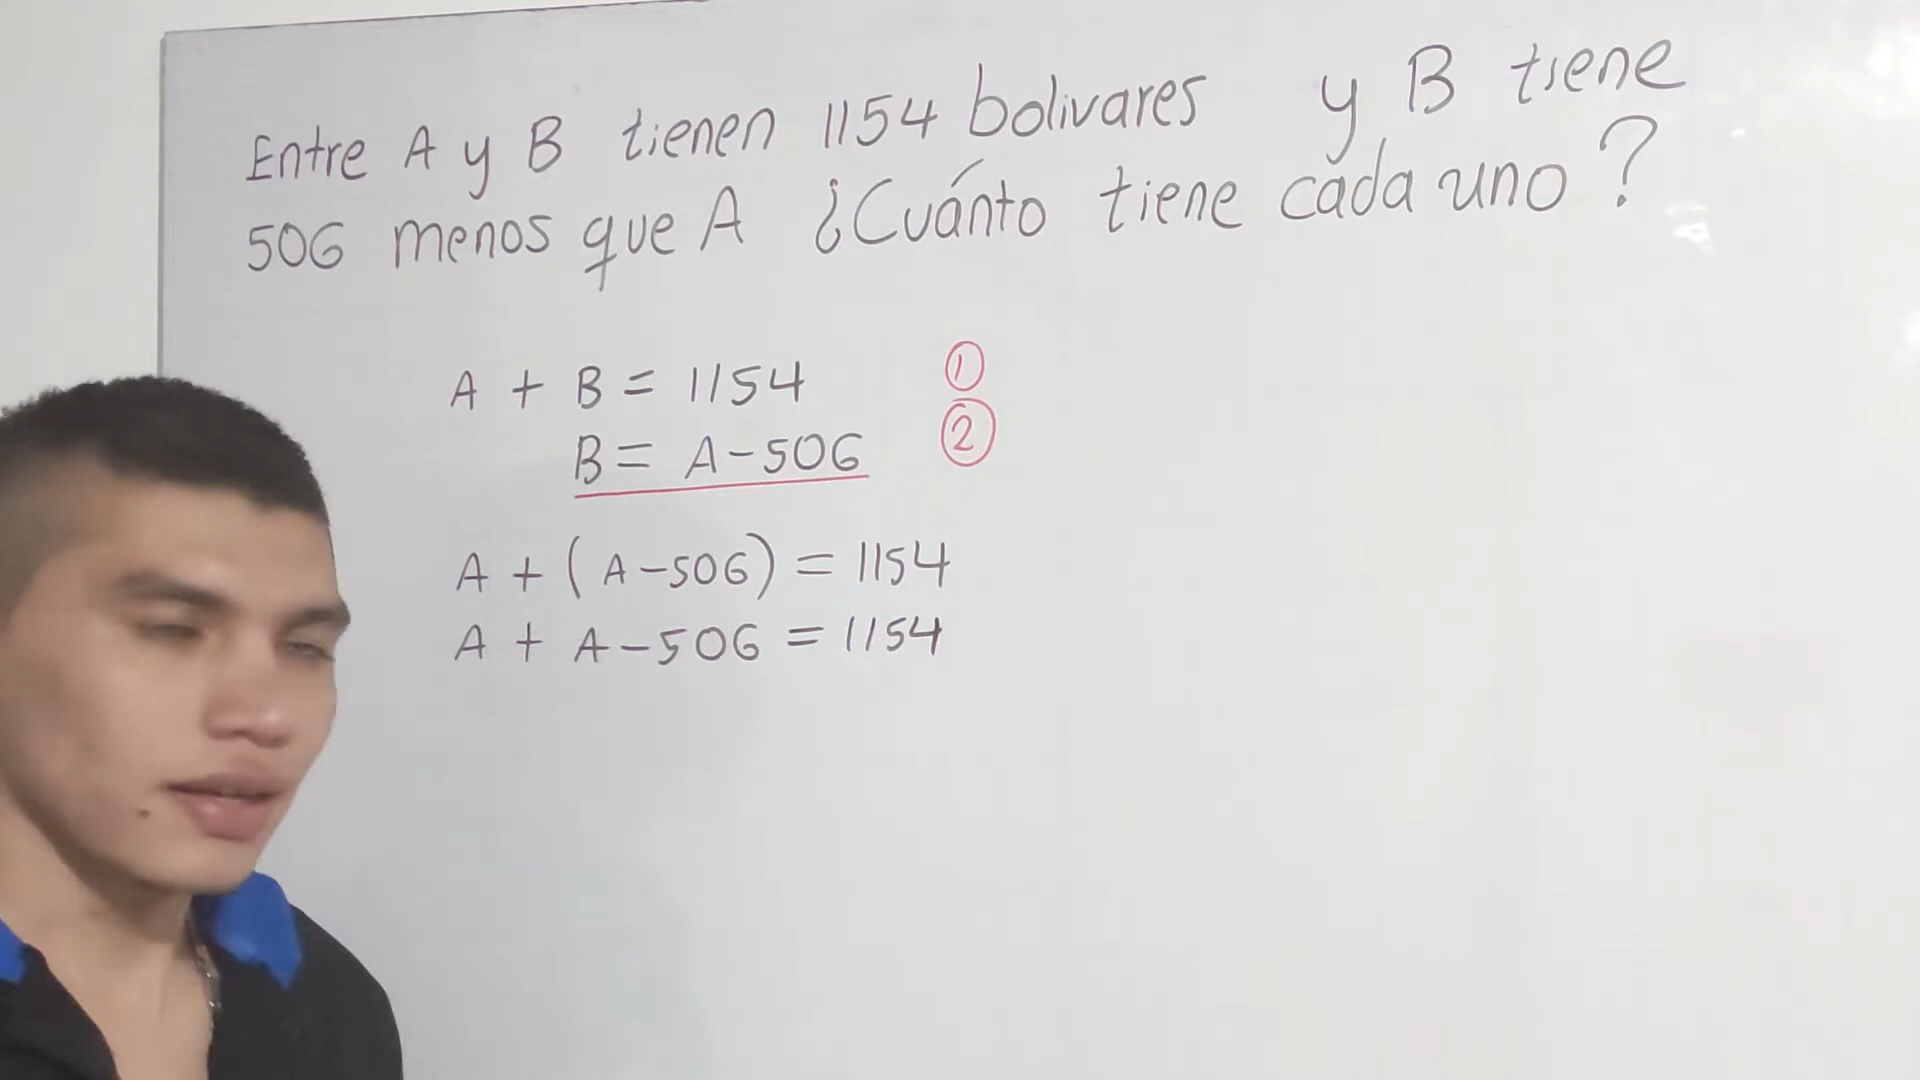 Entre A y B tienen 1154 bolivares y B tiene
506 menos que A ¿Cuánto tiene cada uno?
A + B = 1154 ①
B = A-506 ②
A + (A-506) = 1154
A + A-506 = 1154